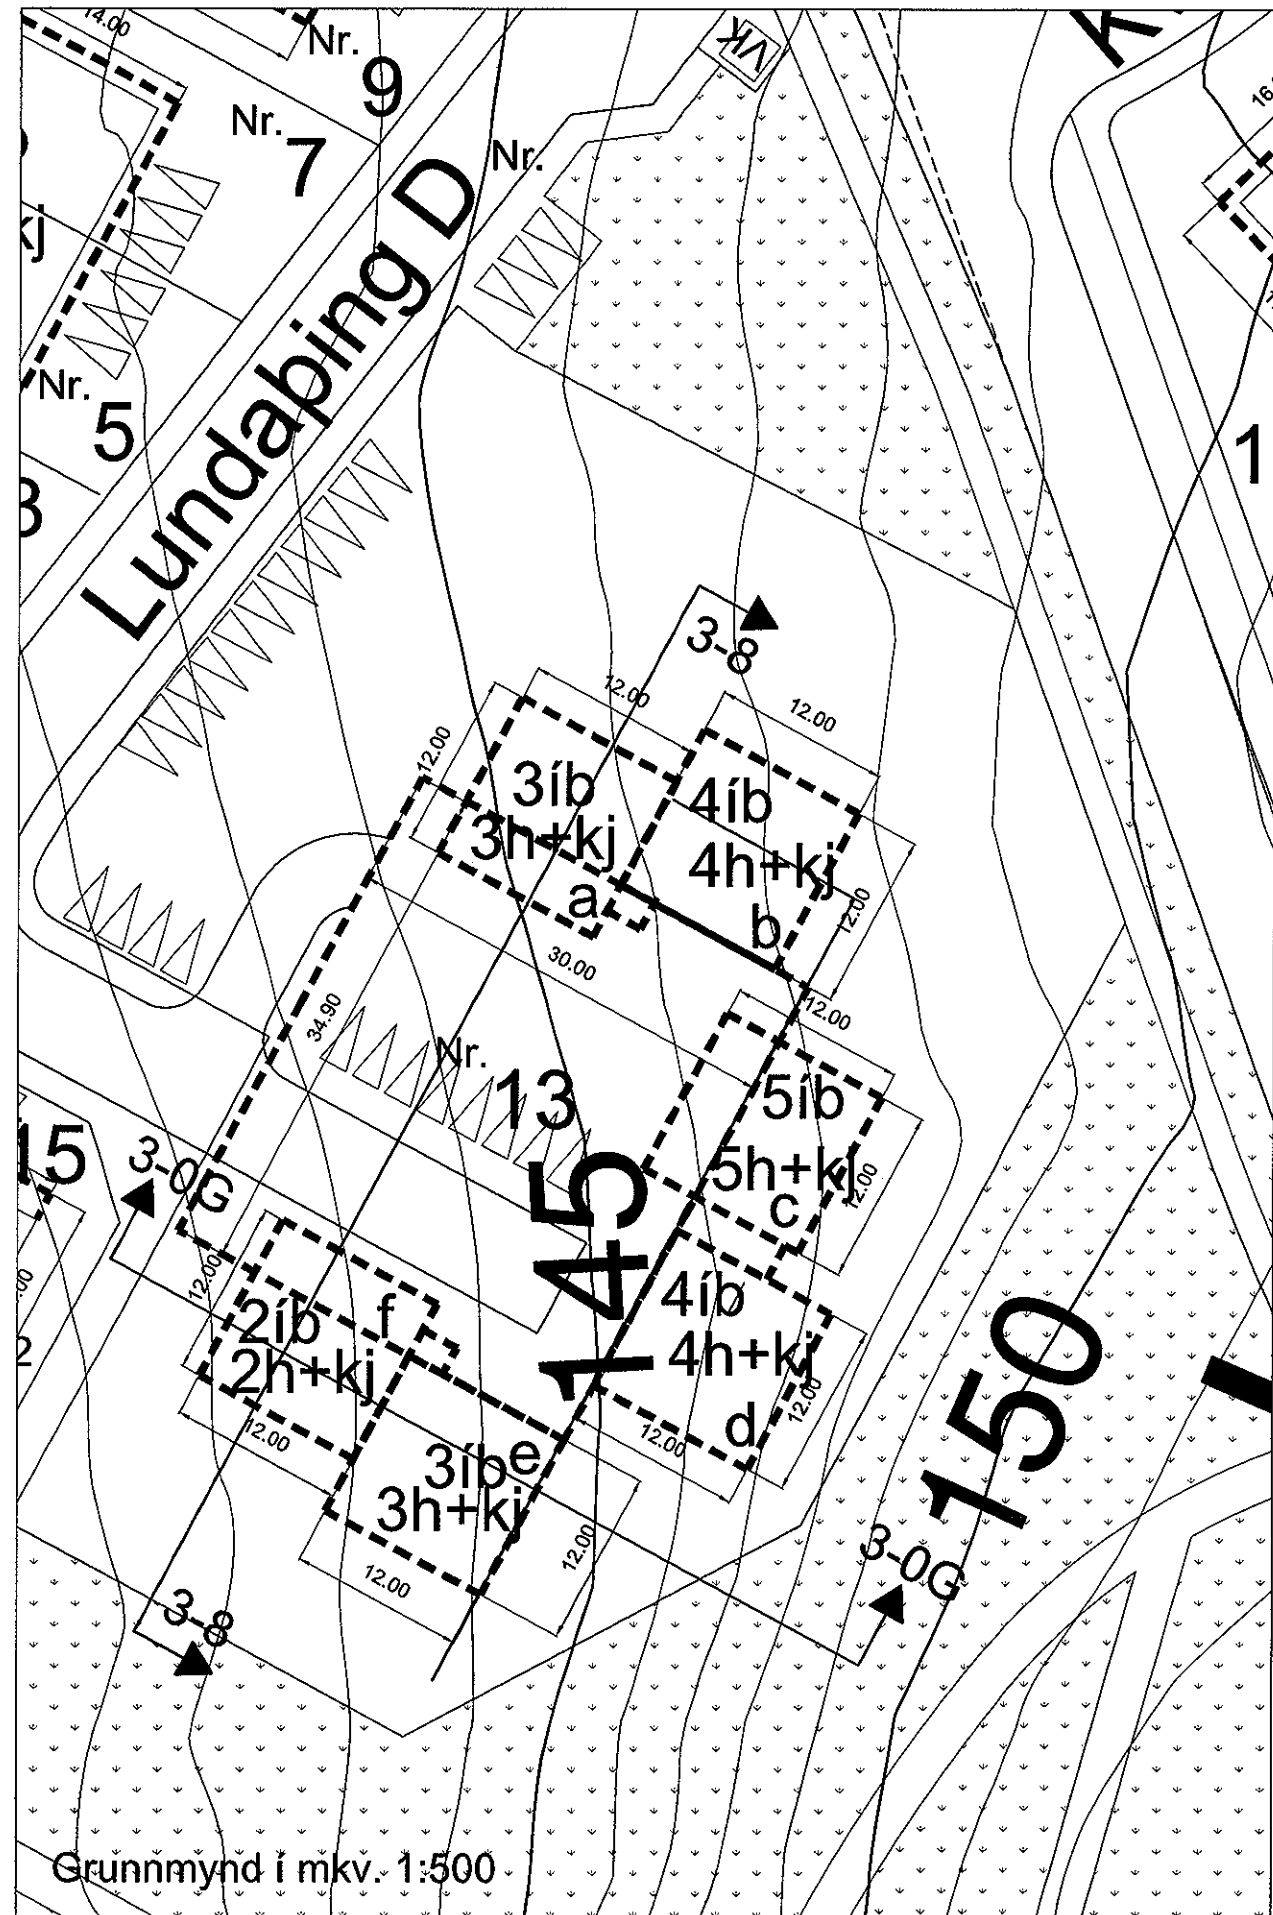 14.00
Nr.
9
VK
Nr.
7
Nr.
kj
Nr.
5
Lundaþing D
1
3-8
12.00
12.00
12.00
3íb
3h+kj
a
4íb
4h+kj
b
12.00
30.00
12.00
34.90
Nr.
13
5íb
5h+kj
c
12.00
15
3-0G
145
12.00
2íb
f
2h+kj
4íb
4h+kj
d
12.00
150
12.00
12.00
3íb
e
3h+kj
12.00
12.00
3-0G
3-8
Grunnmynd í mkv. 1:500